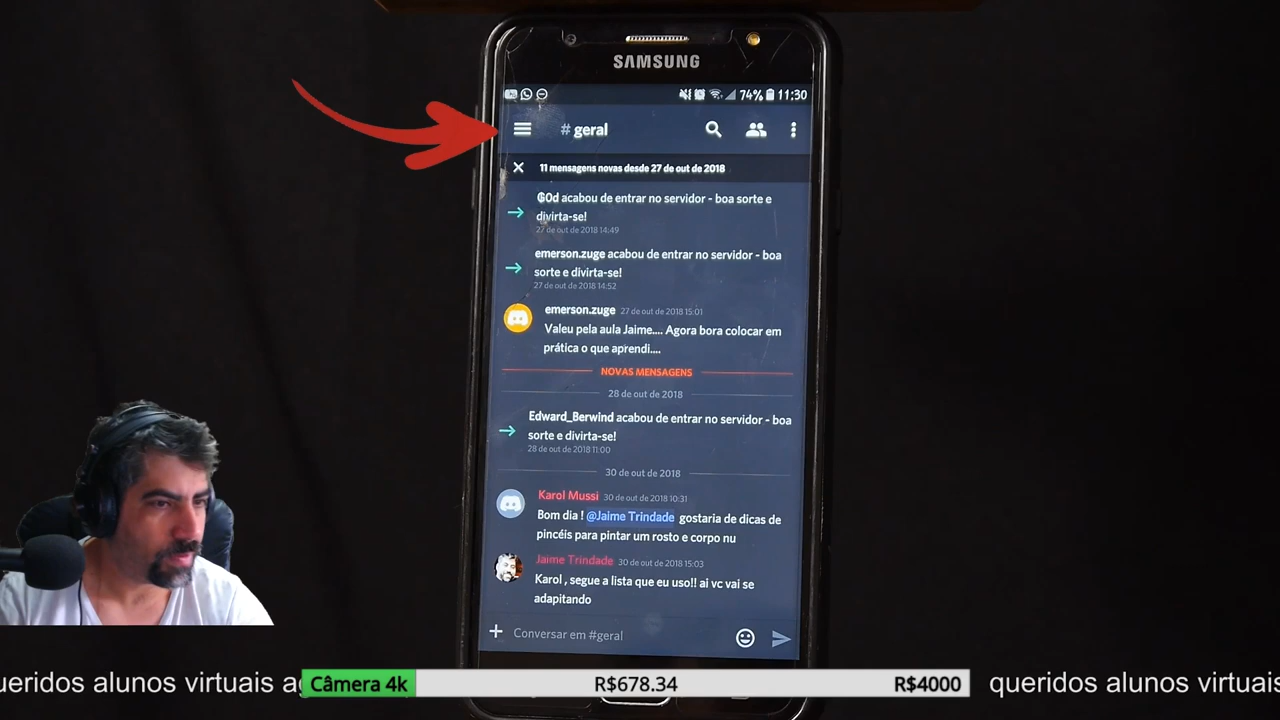 SAMSUNG
74% 11:30
# geral
11 mensagens novas desde 27 de out de 2018
GOd acabou de entrar no servidor - boa sorte e
divirta-se!
27 de out de 2018 14:49
emerson.zuge acabou de entrar no servidor - boa
sorte e divirta-se!
27 de out de 2018 14:52
emerson.zuge 27 de out de 2018 15:01
Valeu pela aula Jaime.... Agora bora colocar em
prática o que aprendi....
NOVAS MENSAGENS
28 de out de 2018
Edward_Berwind acabou de entrar no servidor - boa
sorte e divirta-se!
28 de out de 2018 11:00
30 de out de 2018
Karol Mussi 30 de out de 2018 10:31
Bom dia ! @Jaime Trindade gostaria de dicas de
pincéis para pintar um rosto e corpo nu
Jaime Trindade 30 de out de 2018 15:03
Karol , segue a lista que eu uso!! ai vc vai se
adaptando
Conversar em #geral
ueridos alunos virtuais ag Câmera 4k R$678.34 R$4000 queridos alunos virtuais